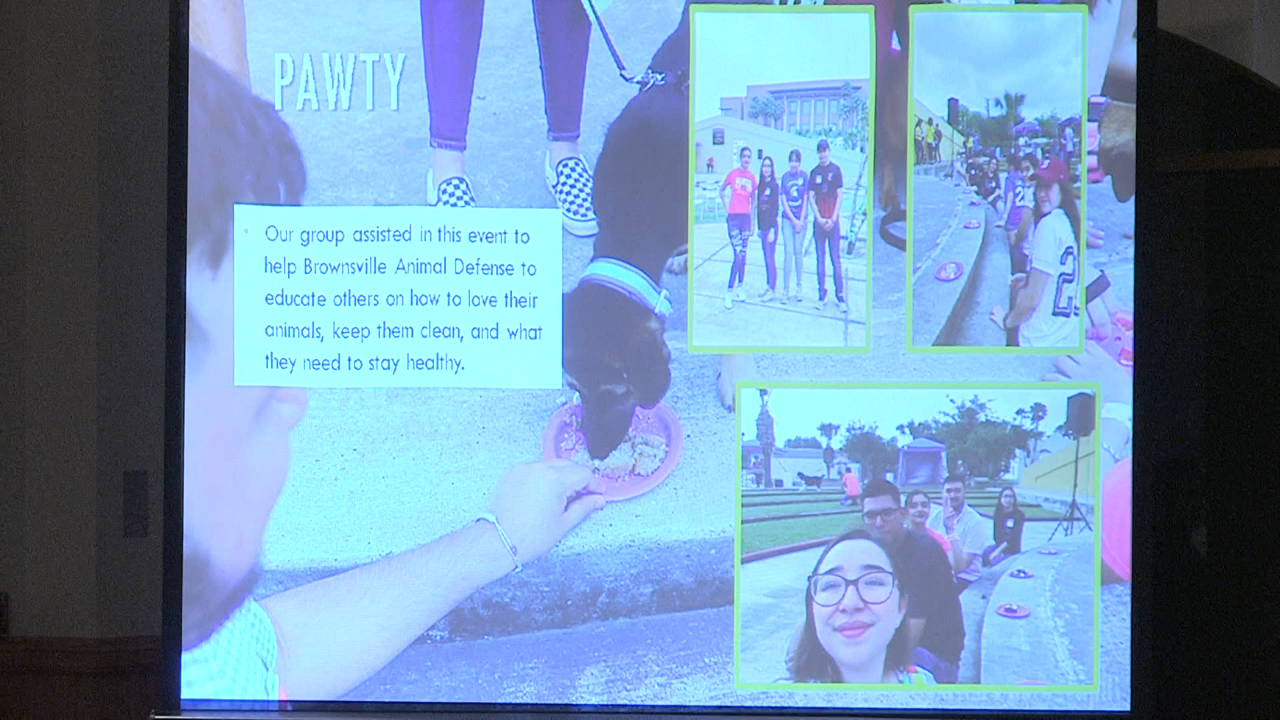 PAWTY
Our group assisted in this event to
help Brownsville Animal Defense to
educate others on how to love their
animals, keep them clean, and what
they need to stay healthy.